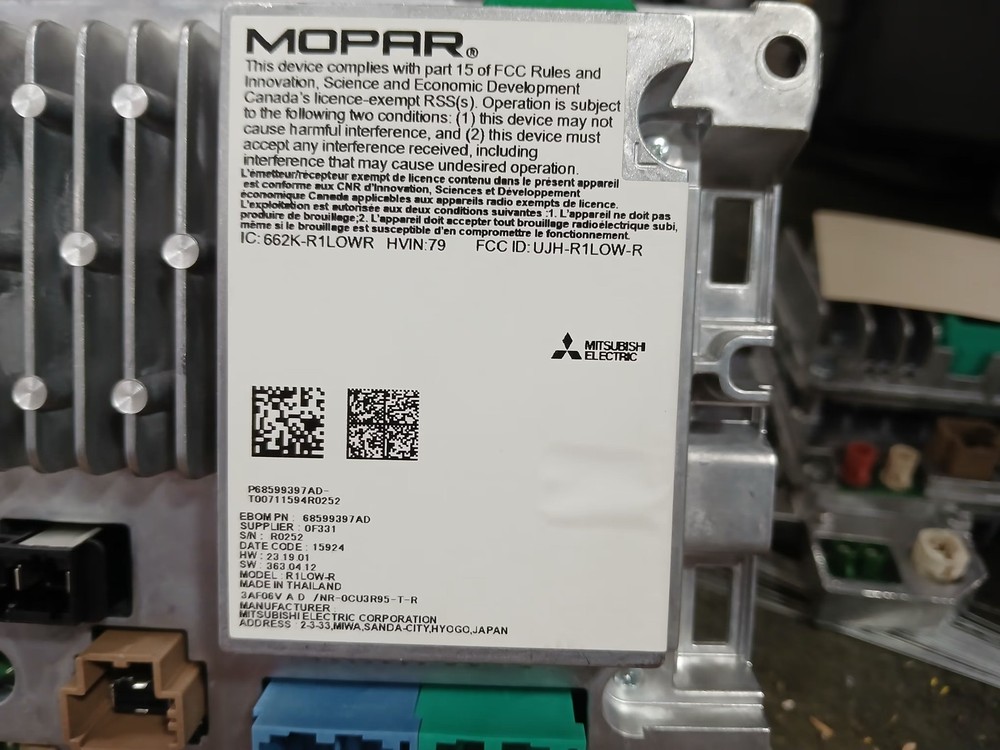 MOPAR®
This device complies with part 15 of FCC Rules and
Innovation, Science and Economic Development
Canada's licence-exempt RSS(s). Operation is subject
to the following two conditions: (1) this device may not
cause harmful interference, and (2) this device must
accept any interference received, including
interference that may cause undesired operation.
L'émetteur/récepteur exempt de licence contenu dans le présent appareil
est conforme aux CNR d'Innovation, Sciences et Développement
économique Canada applicables aux appareils radio exempts de licence.
L'exploitation est autorisée aux deux conditions suivantes :1. L'appareil ne doit pas
produire de brouillage;2. L'appareil doit accepter tout brouillage radioélectrique subi,
même si le brouillage est susceptible d'en compromettre le fonctionnement.
IC: 662K-R1LOWR HVIN:79 FCC ID: UJH-R1LOW-R
MITSUBISHI
ELECTRIC
P68599397AD-
T00711594R0252
EBOM PN : 68599397AD
SUPPLIER : 0F331
S/N : R0252
DATE CODE : 15924
HW : 23.19.01
SW : 363.04.12
MODEL : R1LOW-R
MADE IN THAILAND
3AF06V A D /NR-0CU3R95-T-R
MANUFACTURER
MITSUBISHI ELECTRIC CORPORATION
ADDRESS : 2-3-33,MIWA,SANDA-CITY,HYOGO,JAPAN